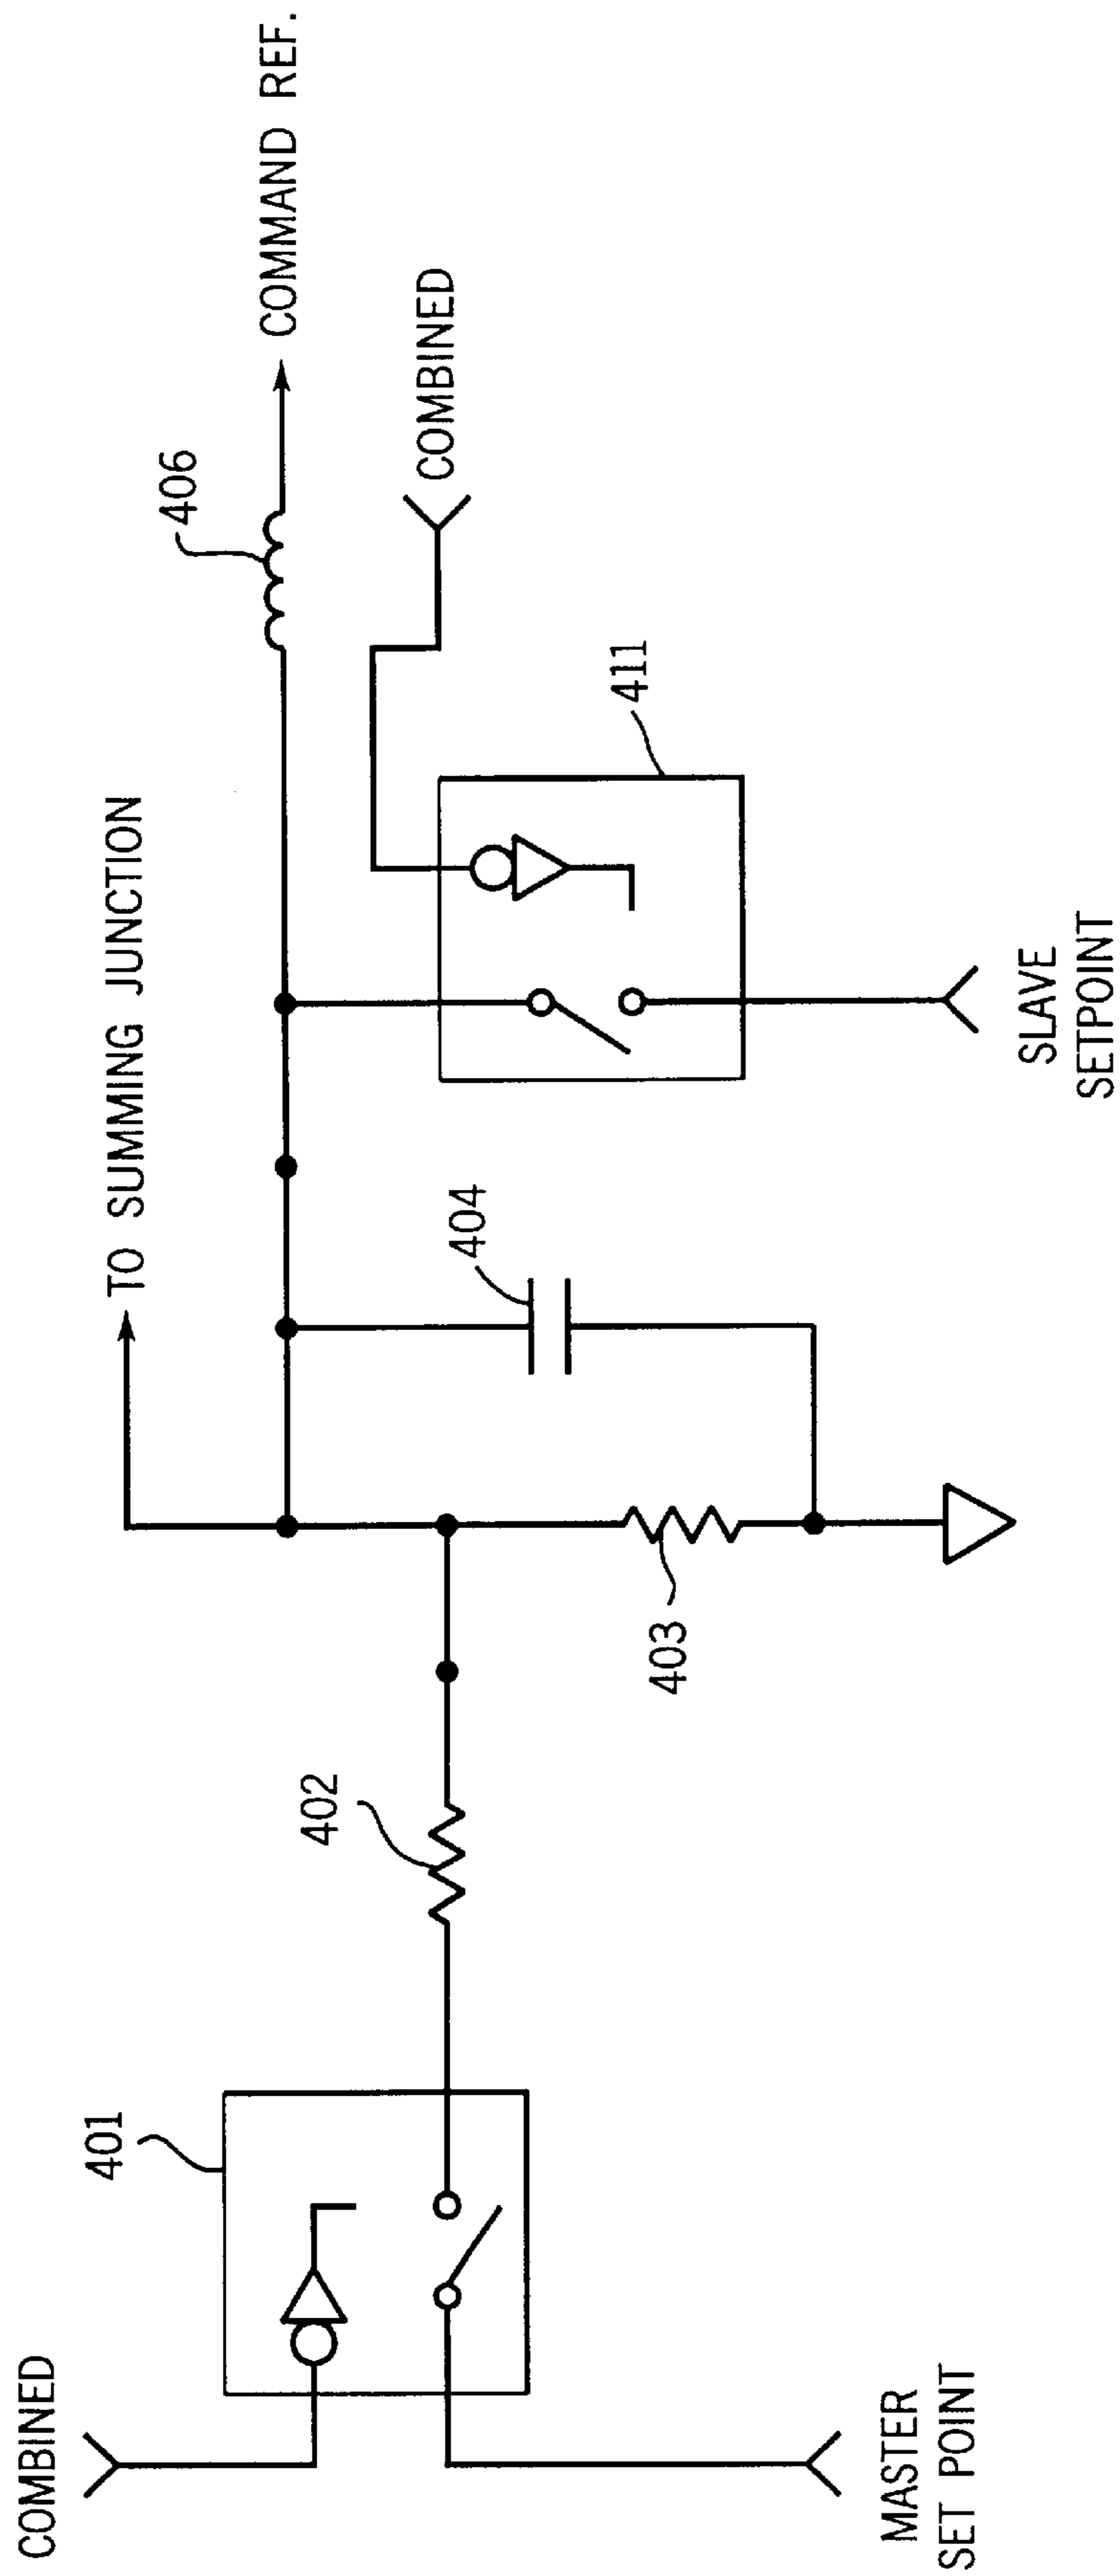 TO SUMMING JUNCTION
COMMAND REF.
406
COMBINED
404
411
403
402
401
COMBINED
SLAVE
SETPOINT
MASTER
SET POINT